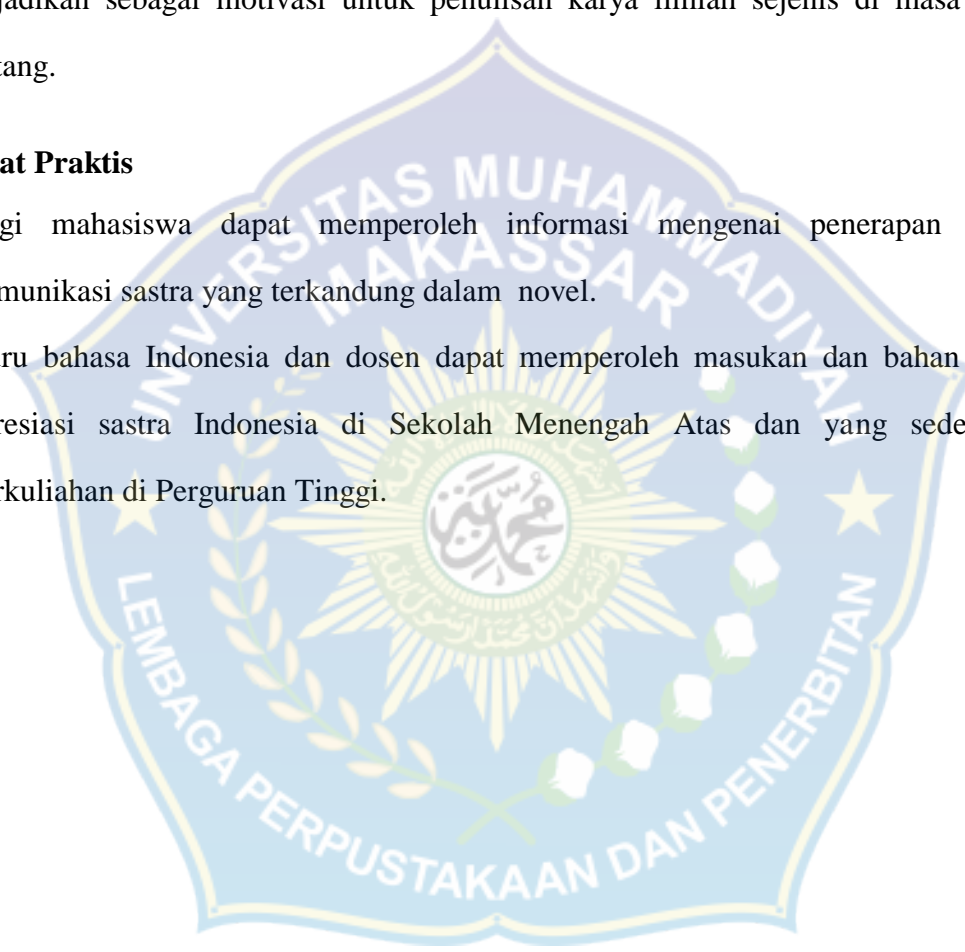 jadikan sebagai motivasi untuk penulisan karya ilmiah sejenis di masa
tang.
at Praktis
gi mahasiswa dapat memperoleh informasi mengenai penerapan
munikasi sastra yang terkandung dalam novel.
ru bahasa Indonesia dan dosen dapat memperoleh masukan dan bahan
resiasi sastra Indonesia di Sekolah Menengah Atas dan yang sede
rkuliahan di Perguruan Tinggi.
UNIVERSITAS MUHAMMADIYAH
MAKASSAR
LEMBAGA PERPUSTAKAAN DAN PENERBITAN